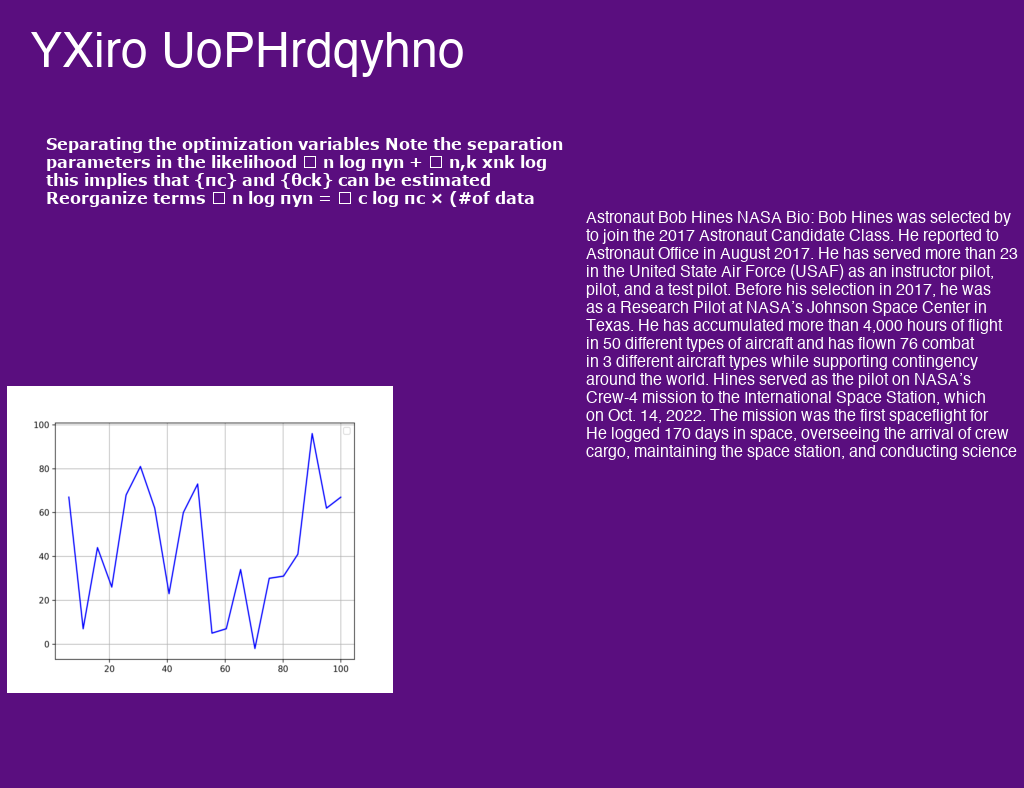 YXiro UoPHrdqyhno
Separating the optimization variables Note the separation
parameters in the likelihood □ n log πyn + □ n,k xnk log
this implies that {πc} and {θck} can be estimated
Reorganize terms □ n log πyn = □ c log πc × (#of data
Astronaut Bob Hines NASA Bio: Bob Hines was selected by
to join the 2017 Astronaut Candidate Class. He reported to
Astronaut Office in August 2017. He has served more than 23
in the United State Air Force (USAF) as an instructor pilot,
pilot, and a test pilot. Before his selection in 2017, he was
as a Research Pilot at NASA’s Johnson Space Center in
Texas. He has accumulated more than 4,000 hours of flight
in 50 different types of aircraft and has flown 76 combat
in 3 different aircraft types while supporting contingency
around the world. Hines served as the pilot on NASA’s
Crew-4 mission to the International Space Station, which
on Oct. 14, 2022. The mission was the first spaceflight for
He logged 170 days in space, overseeing the arrival of crew
cargo, maintaining the space station, and conducting science
100
80
60
40
20
0
20 40 60 80 100